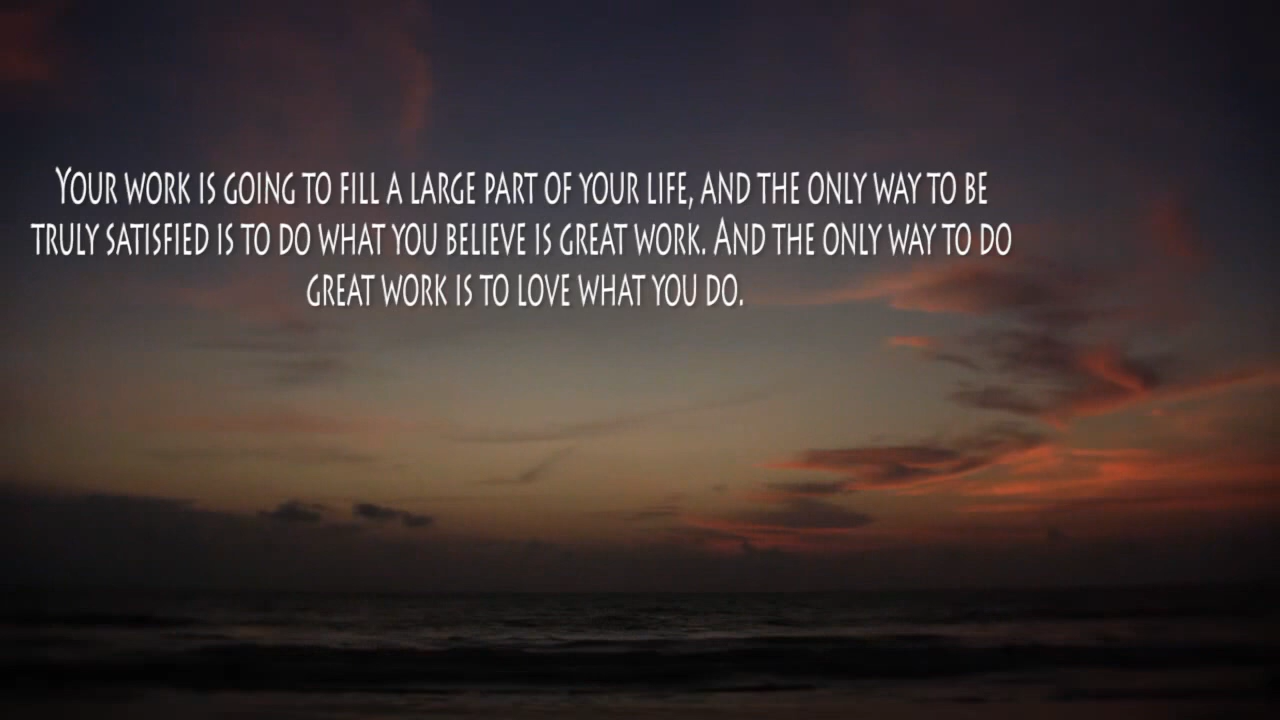 Your work is going to fill a large part of your life, and the only way to be
truly satisfied is to do what you believe is great work. And the only way to do
great work is to love what you do.